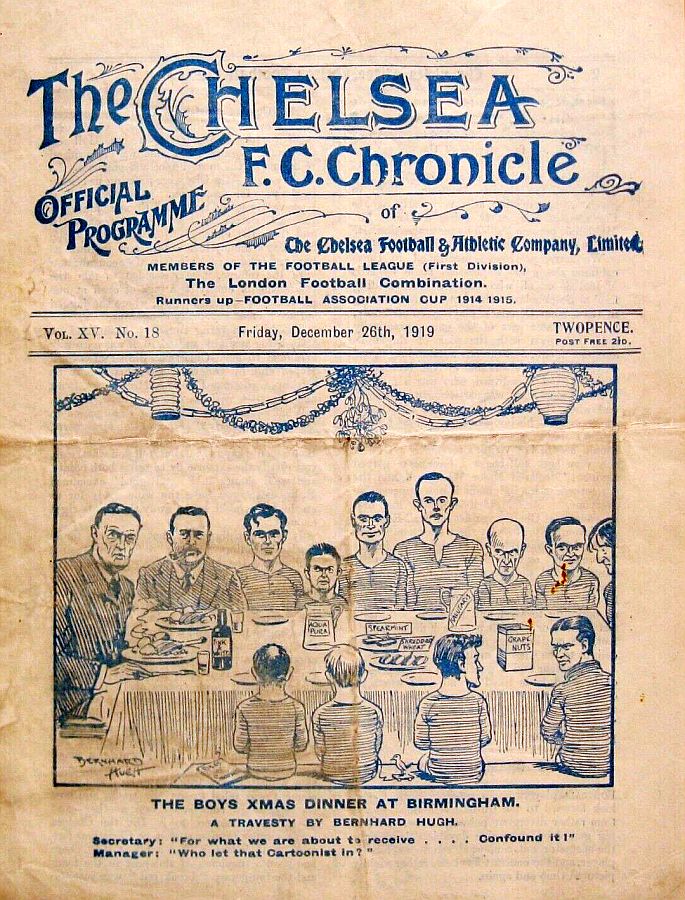 The CHELSEA
F.C. Chronicle
OFFICIAL
PROGRAMME
of
The Chelsea Football & Athletic Company, Limited.
MEMBERS OF THE FOOTBALL LEAGUE (First Division),
The London Football Combination.
Runners up—FOOTBALL ASSOCIATION CUP 1914 1915.
VOL. XV. No. 18
Friday, December 26th, 1919
TWOPENCE.
POST FREE 2½D.
AQUA
PURA
SPEARMINT
SHREDDED
WHEAT
GRAPE
NUTS
BERNHARD
HUGH
THE BOYS XMAS DINNER AT BIRMINGHAM.
A TRAVESTY BY BERNHARD HUGH.
Secretary: "For what we are about to receive . . . . Confound it!"
Manager: "Who let that Cartoonist in?"